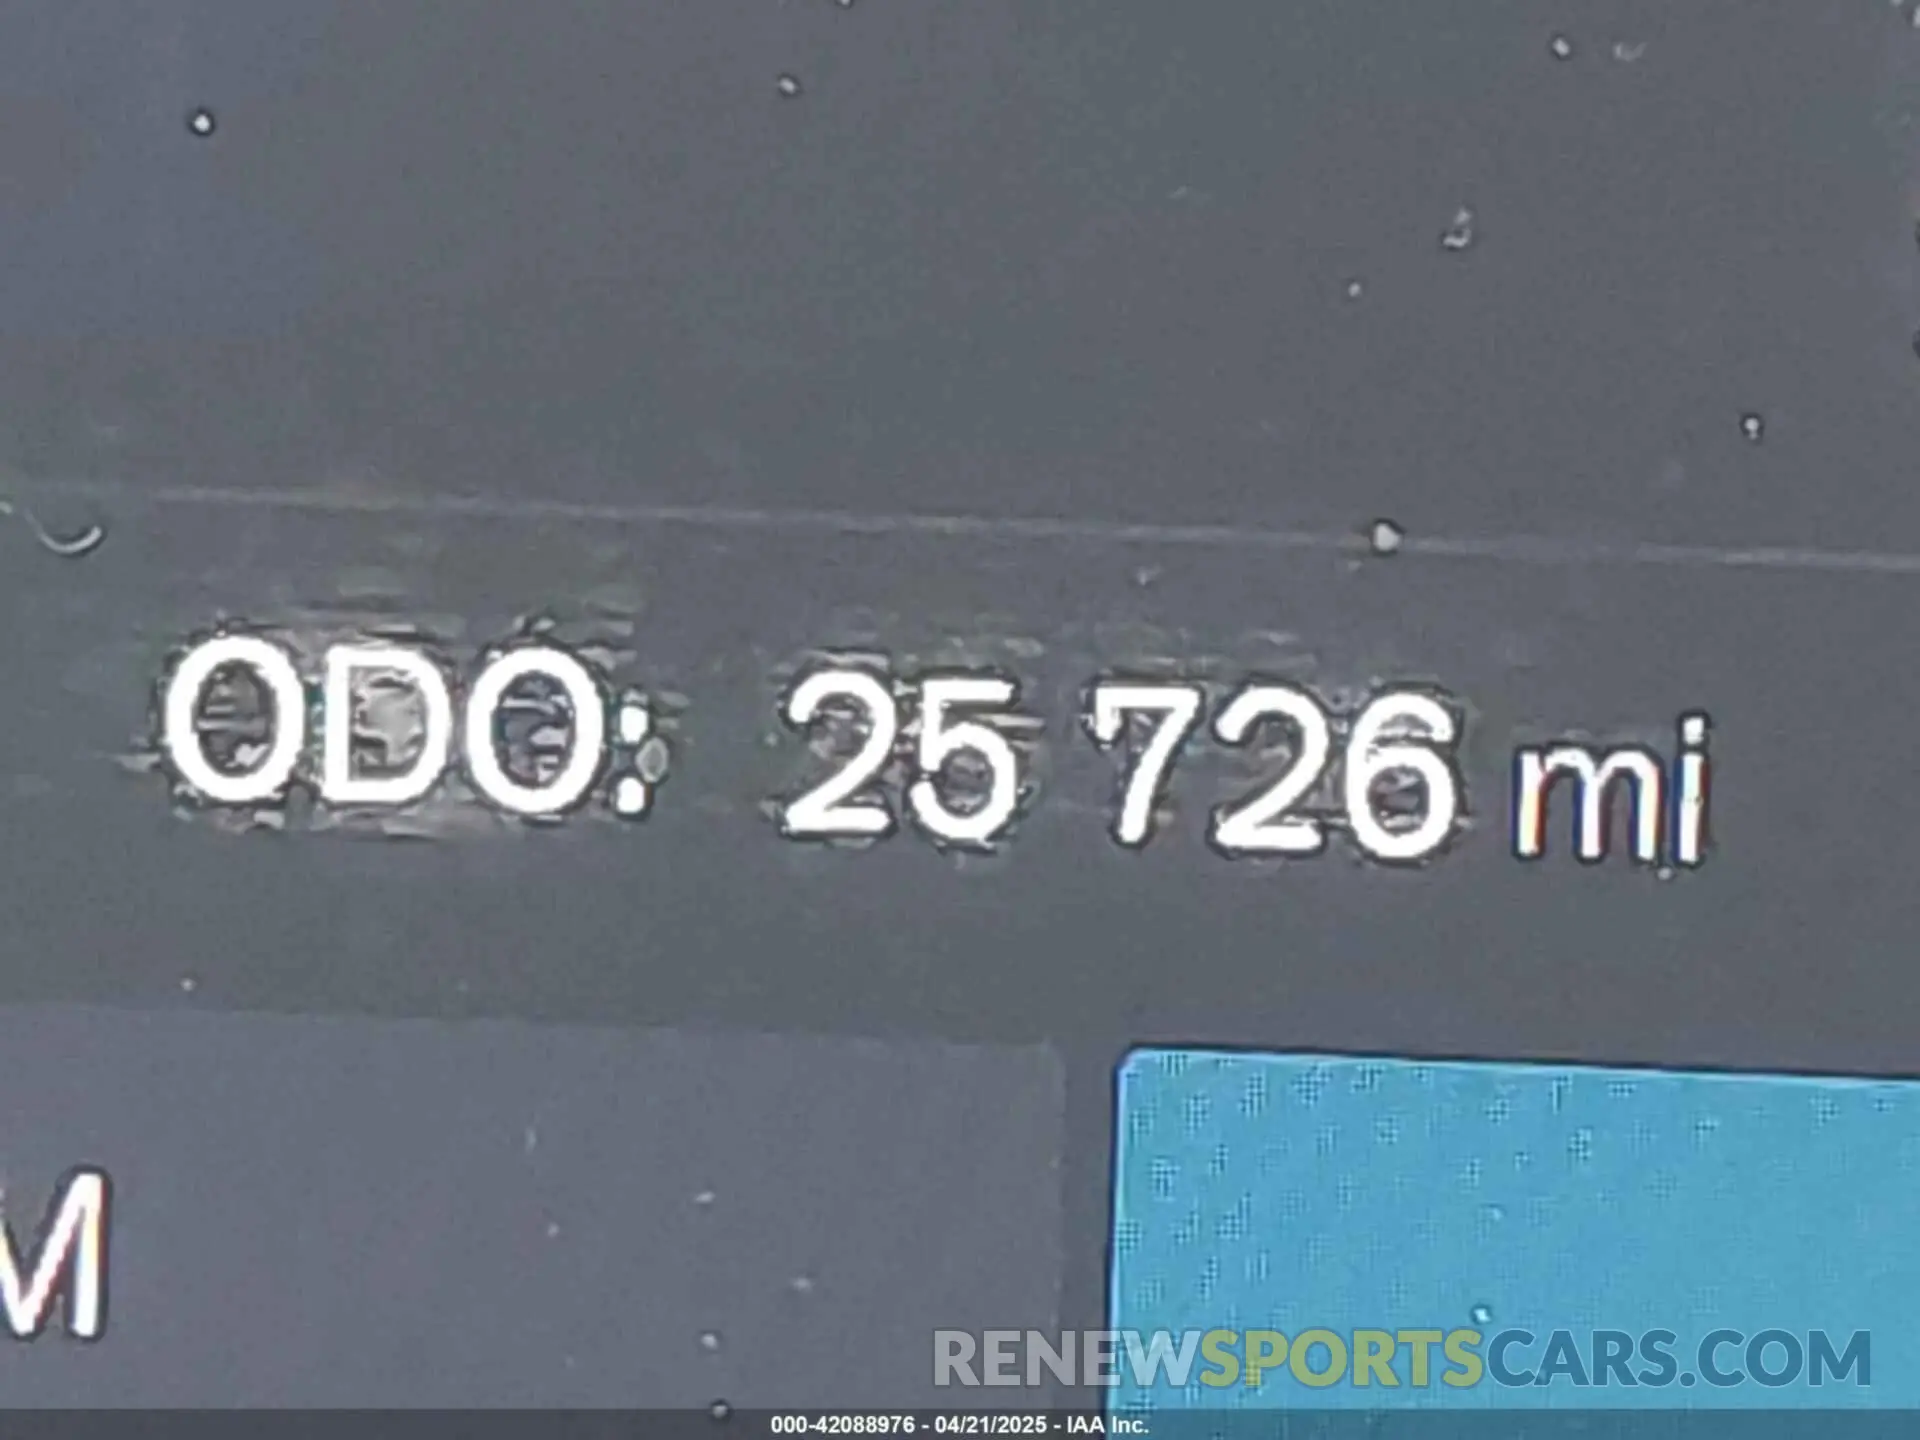 ODO: 25 726 mi
M
RENEWSPORTSCARS.COM
000-42088976 - 04/21/2025 - IAA Inc.